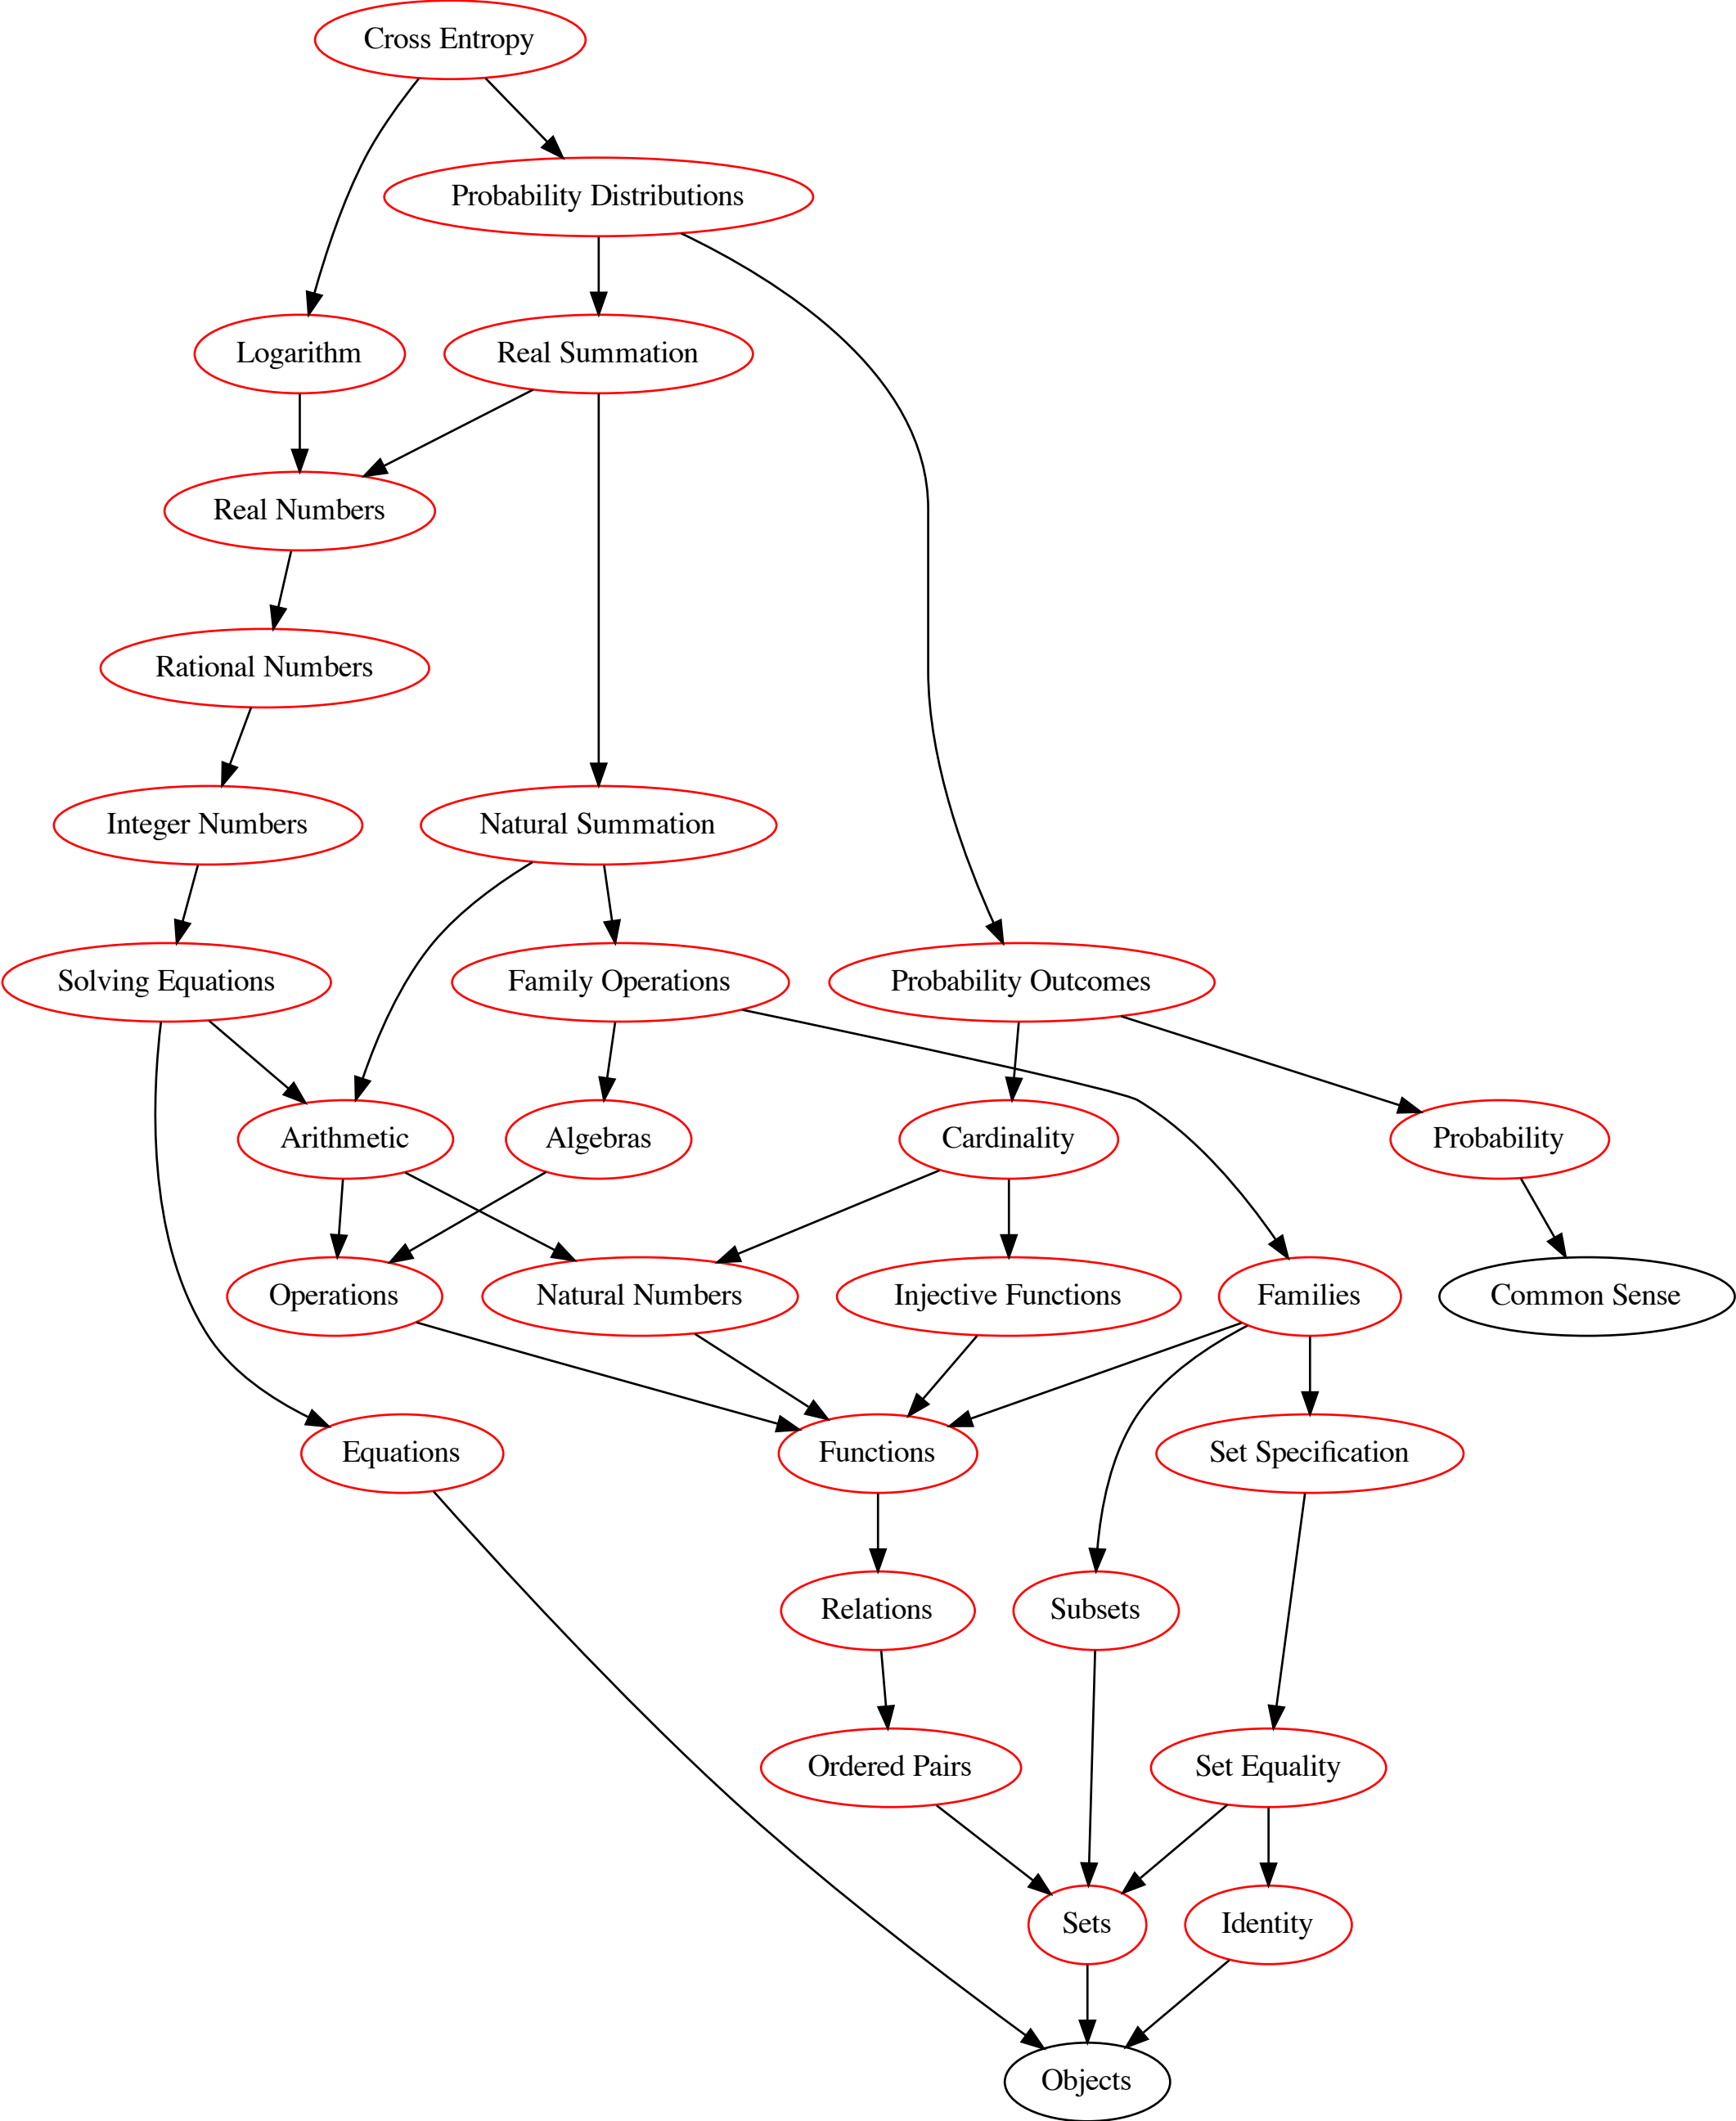 Cross Entropy
Probability Distributions
Logarithm
Real Summation
Real Numbers
Rational Numbers
Integer Numbers
Natural Summation
Solving Equations
Family Operations
Probability Outcomes
Arithmetic
Algebras
Cardinality
Probability
Operations
Natural Numbers
Injective Functions
Families
Common Sense
Equations
Functions
Set Specification
Relations
Subsets
Ordered Pairs
Set Equality
Sets
Identity
Objects